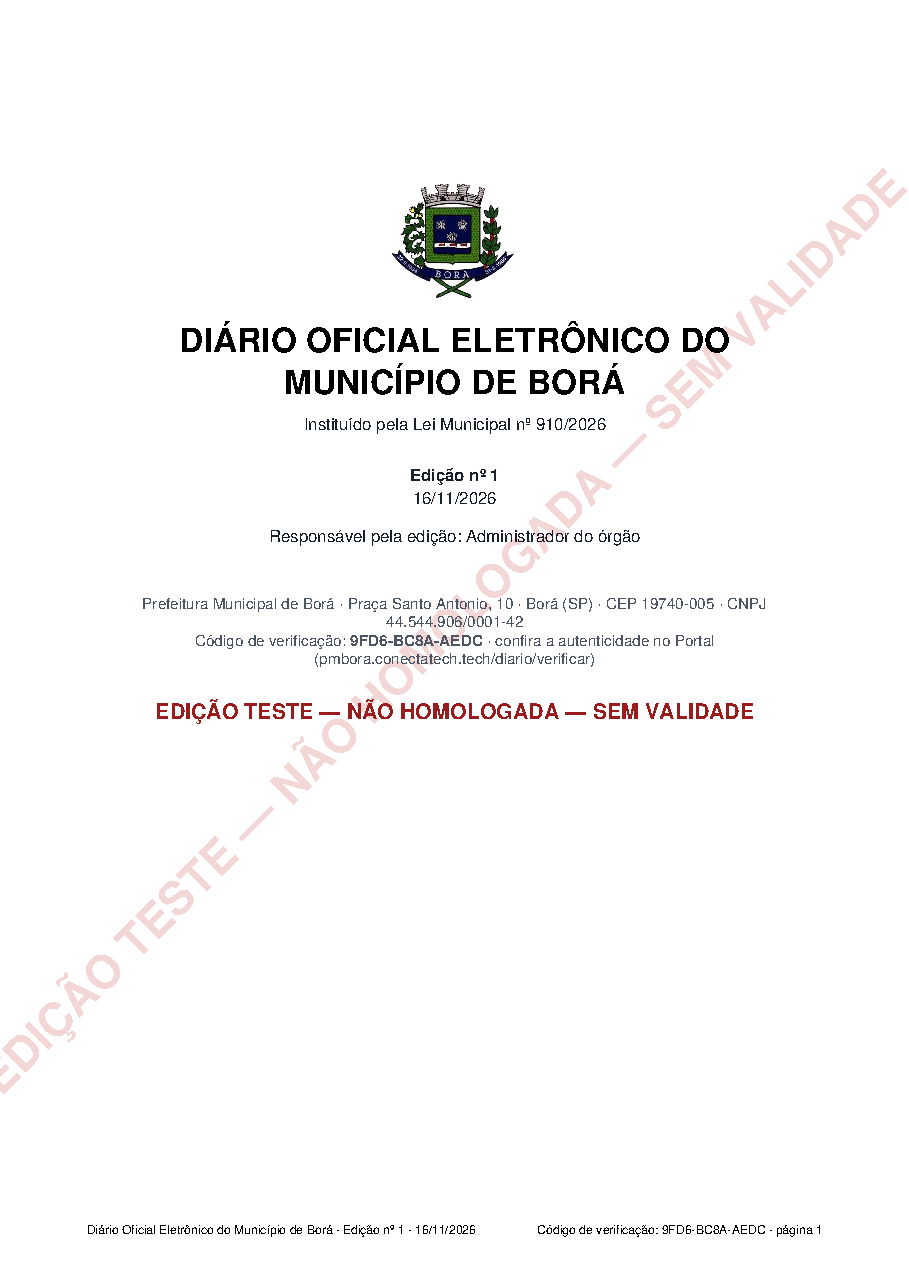 BORÁ
DIÁRIO OFICIAL ELETRÔNICO DO
MUNICÍPIO DE BORÁ
Instituído pela Lei Municipal nº 910/2026
Edição nº 1
16/11/2026
Responsável pela edição: Administrador do órgão
Prefeitura Municipal de Borá · Praça Santo Antonio, 10 · Borá (SP) · CEP 19740-005 · CNPJ
44.544.906/0001-42
Código de verificação: 9FD6-BC8A-AEDC · confira a autenticidade no Portal
(pmbora.conectatech.tech/diario/verificar)
EDIÇÃO TESTE — NÃO HOMOLOGADA — SEM VALIDADE
EDIÇÃO TESTE — NÃO HOMOLOGADA — SEM VALIDADE
Diário Oficial Eletrônico do Município de Borá · Edição nº 1 · 16/11/2026
Código de verificação: 9FD6-BC8A-AEDC · página 1